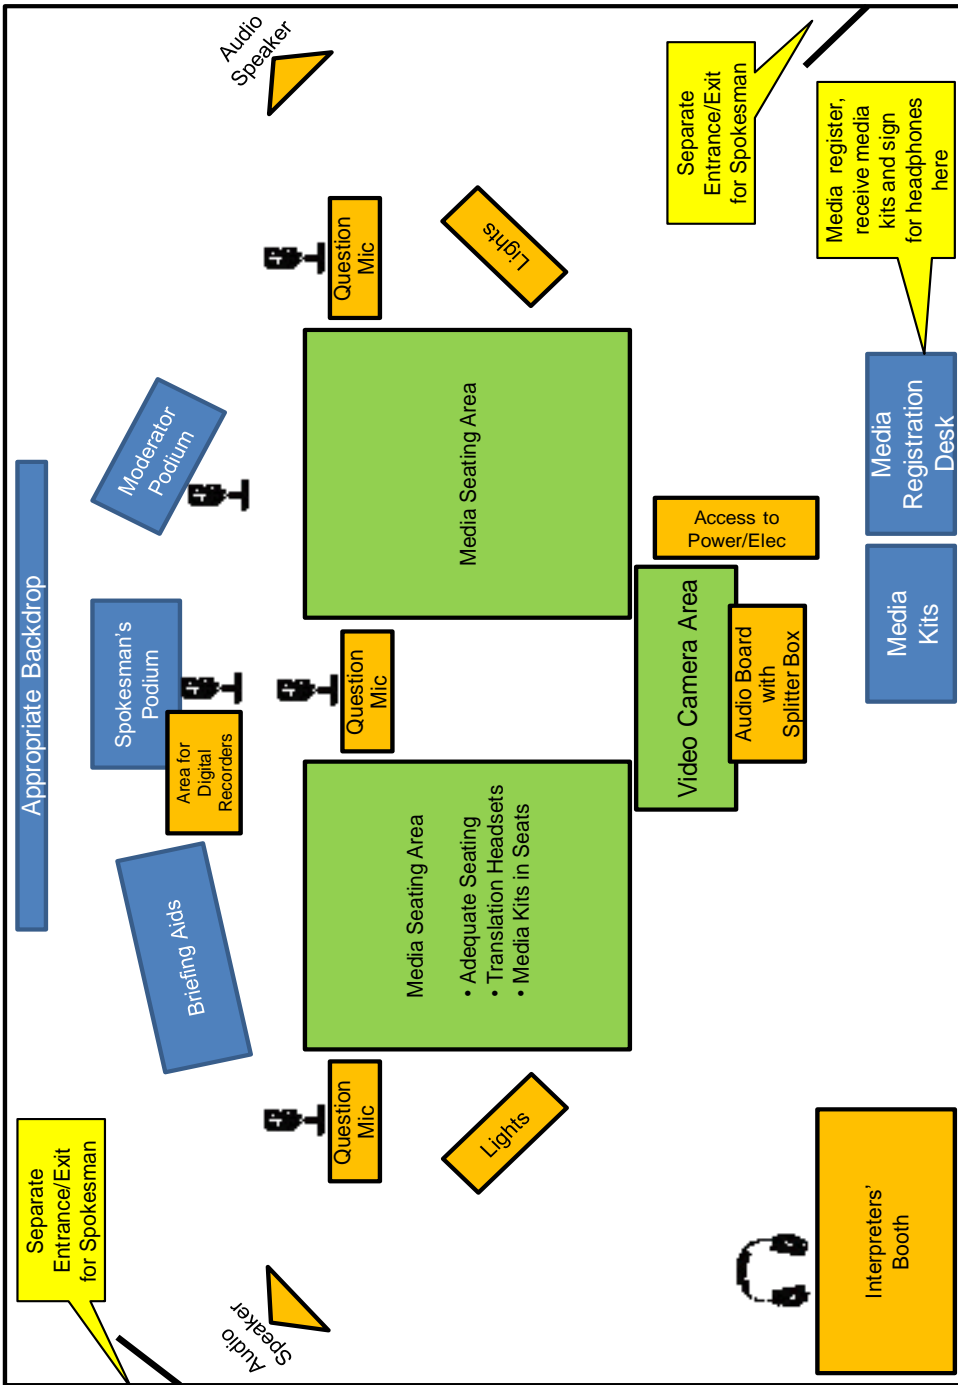 Separate
Entrance/Exit
for Spokesman
Appropriate Backdrop
Audio
Speaker
Briefing Aids
Area for
Digital
Recorders
Spokesman's
Podium
Moderator
Podium
Audio
Speaker
Question
Mic
Question
Mic
Question
Mic
Lights
Media Seating Area
• Adequate Seating
• Translation Headsets
• Media Kits in Seats
Media Seating Area
Lights
Video Camera Area
Audio Board
with
Splitter Box
Access to
Power/Elec
Separate
Entrance/Exit
for Spokesman
Interpreters'
Booth
Media
Kits
Media
Registration
Desk
Media register,
receive media
kits and sign
for headphones
here